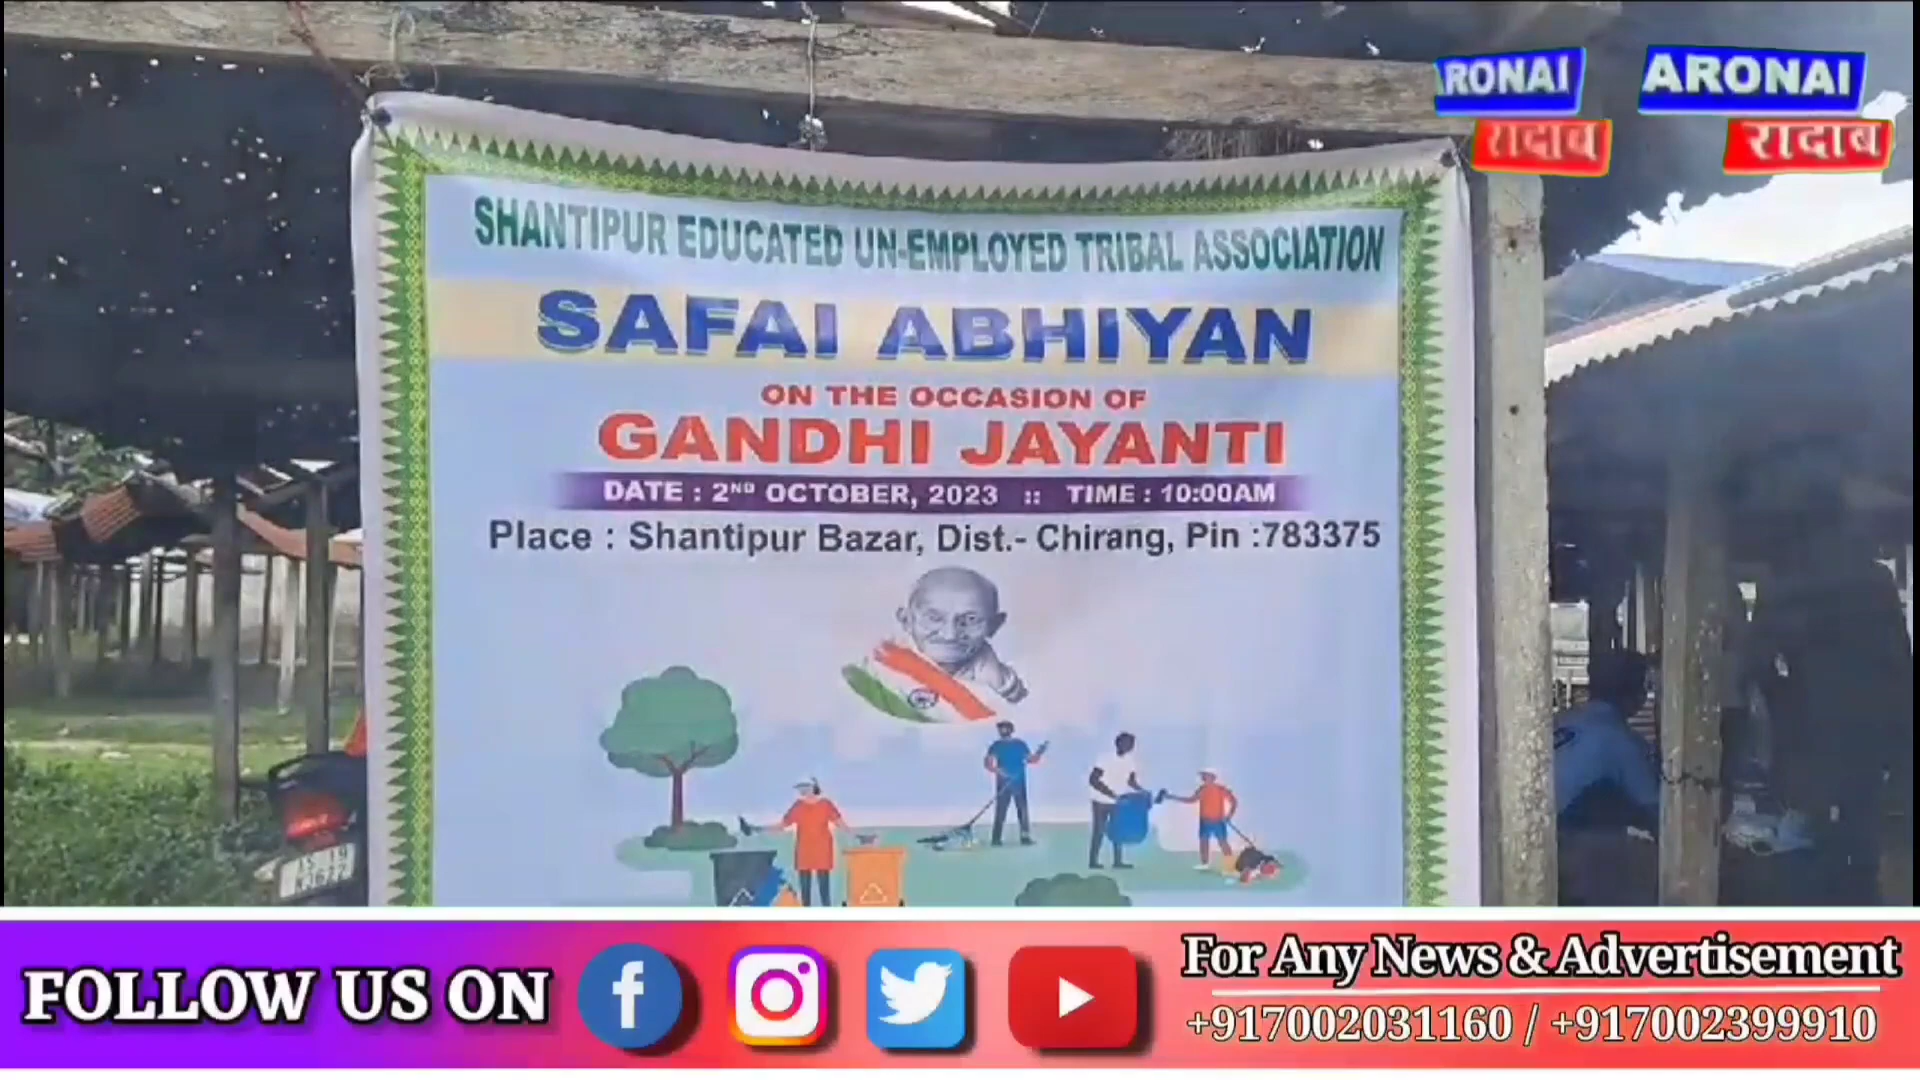 RONAI
रादाब
ARONAI
रादाब
SHANTIPUR EDUCATED UN-EMPLOYED TRIBAL ASSOCIATION
SAFAI ABHIYAN
ON THE OCCASION OF
GANDHI JAYANTI
DATE : 2ND OCTOBER, 2023 :: TIME : 10:00AM
Place : Shantipur Bazar, Dist.- Chirang, Pin :783375
FOLLOW US ON
For Any News & Advertisement
+917002031160 / +917002399910